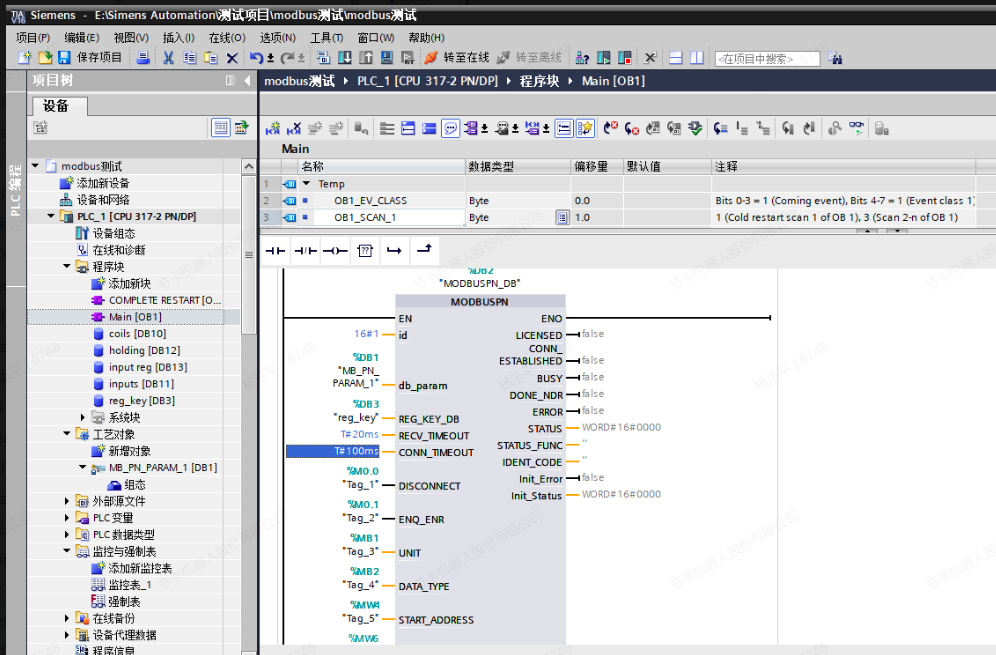 Siemens - E:\Simens Automation\测试项目\modbus测试\modbus测试
项目(P) 编辑(E) 视图(V) 插入(I) 在线(O) 选项(N) 工具(T) 窗口(W) 帮助(H)
保存项目 转至在线 转至离线 <在项目中搜索>
项目树
modbus测试 PLC_1 [CPU 317-2 PN/DP] 程序块 Main [OB1]
设备
PLC 编程
modbus测试
添加新设备
设备和网络
PLC_1 [CPU 317-2 PN/DP]
设备组态
在线和诊断
程序块
添加新块
COMPLETE RESTART [O...
Main [OB1]
coils [DB10]
holding [DB12]
input reg [DB13]
inputs [DB11]
reg_key [DB3]
系统块
工艺对象
新增对象
MB_PN_PARAM_1 [DB1]
组态
外部源文件
PLC 变量
PLC 数据类型
监控与强制表
添加新监控表
监控表_1
强制表
在线备份
设备代理数据
程序信息
Main
名称 数据类型 偏移量 默认值 注释
1 Temp
2 OB1_EV_CLASS Byte 0.0 Bits 0-3 = 1 (Coming event), Bits 4-7 = 1 (Event class 1)
3 OB1_SCAN_1 Byte 1.0 1 (Cold restart scan 1 of OB 1), 3 (Scan 2-n of OB 1)
??
%DB2
"MODBUSPN_DB"
MODBUSPN
EN ENO
16#1 id LICENSED false
CONN_
ESTABLISHED false
%DB1
"MB_PN_
PARAM_1" db_param
BUSY false
DONE_NDR false
%DB3
"reg_key" REG_KEY_DB
ERROR false
T#20ms RECV_TIMEOUT STATUS WORD#16#0000
T#100ms CONN_TIMEOUT STATUS_FUNC ''
IDENT_CODE ''
%M0.0
"Tag_1" DISCONNECT
Init_Error false
Init_Status WORD#16#0000
%M0.1
"Tag_2" ENQ_ENR
%MB1
"Tag_3" UNIT
%MB2
"Tag_4" DATA_TYPE
%MW4
"Tag_5" START_ADDRESS
%MW6